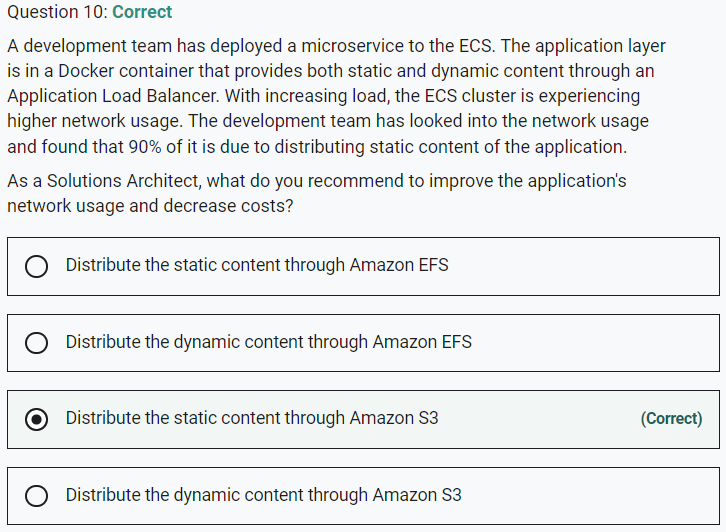 Question 10: Correct
A development team has deployed a microservice to the ECS. The application layer
is in a Docker container that provides both static and dynamic content through an
Application Load Balancer. With increasing load, the ECS cluster is experiencing
higher network usage. The development team has looked into the network usage
and found that 90% of it is due to distributing static content of the application.
As a Solutions Architect, what do you recommend to improve the application's
network usage and decrease costs?
Distribute the static content through Amazon EFS
Distribute the dynamic content through Amazon EFS
Distribute the static content through Amazon S3 (Correct)
Distribute the dynamic content through Amazon S3